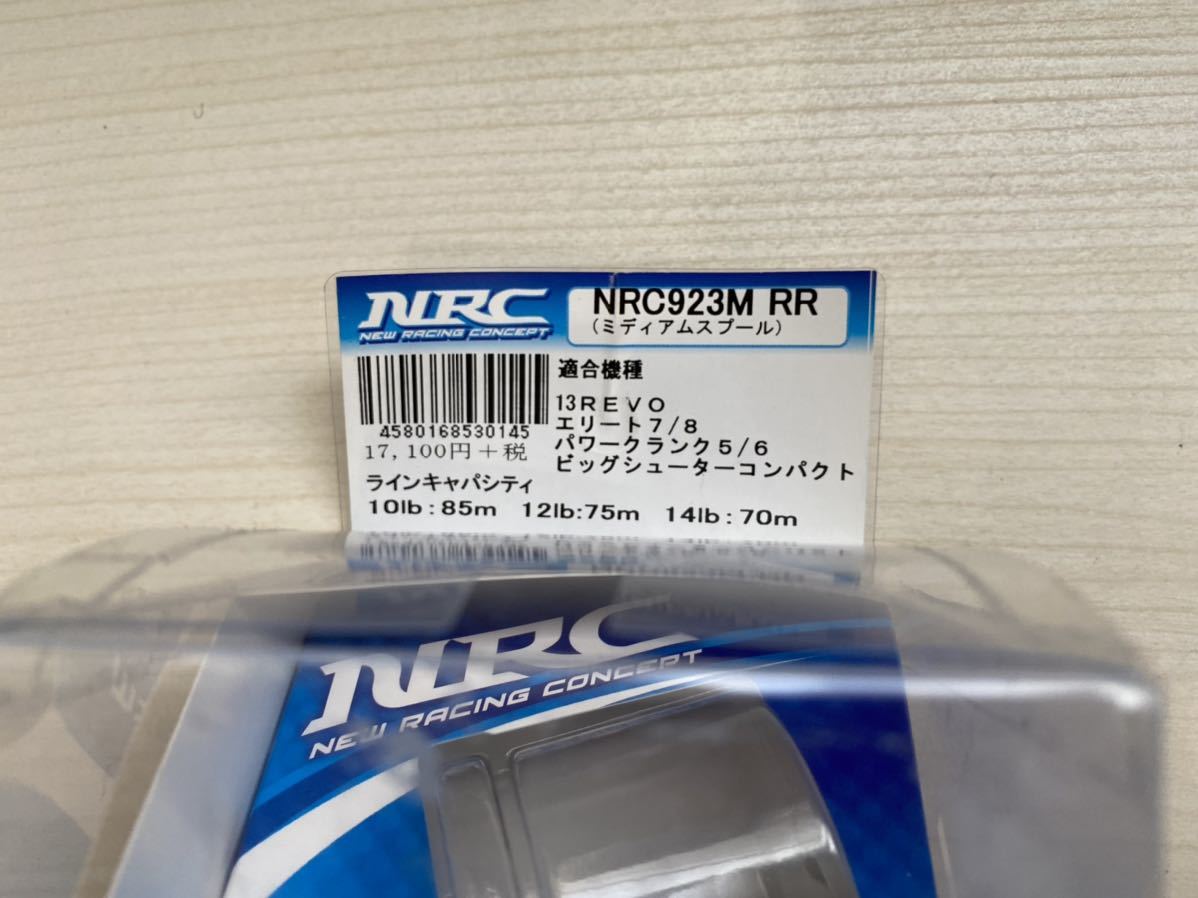 NRC
NEW RACING CONCEPT
NRC923M RR
(ミディアムスプール)
4580168530145
17,100円+税
適合機種
13REVO
エリート7/8
パワークランク5/6
ビッグシューターコンパクト
ラインキャパシティ
10lb:85m 12lb:75m 14lb:70m
NRC
NEW RACING CONCEPT